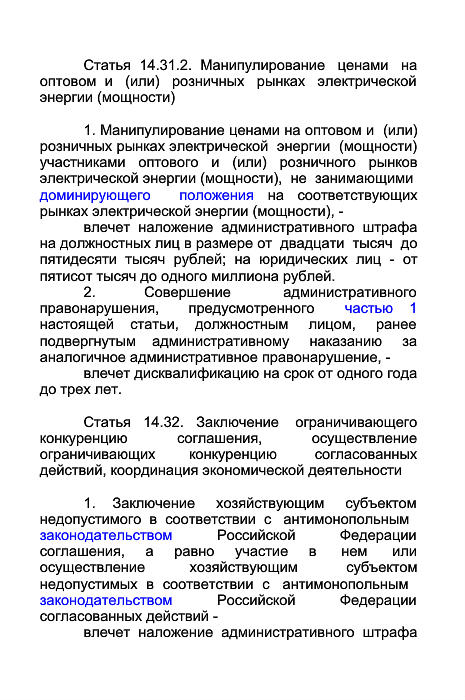 Статья 14.31.2. Манипулирование ценами на
оптовом и (или) розничных рынках электрической
энергии (мощности)
1. Манипулирование ценами на оптовом и (или)
розничных рынках электрической энергии (мощности)
участниками оптового и (или) розничного рынков
электрической энергии (мощности), не занимающими
доминирующего положения на соответствующих
рынках электрической энергии (мощности), -
влечет наложение административного штрафа
на должностных лиц в размере от двадцати тысяч до
пятидесяти тысяч рублей; на юридических лиц - от
пятисот тысяч до одного миллиона рублей.
2. Совершение административного
правонарушения, предусмотренного частью 1
настоящей статьи, должностным лицом, ранее
подвергнутым административному наказанию за
аналогичное административное правонарушение, -
влечет дисквалификацию на срок от одного года
до трех лет.
Статья 14.32. Заключение ограничивающего
конкуренцию соглашения, осуществление
ограничивающих конкуренцию согласованных
действий, координация экономической деятельности
1. Заключение хозяйствующим субъектом
недопустимого в соответствии с антимонопольным
законодательством Российской Федерации
соглашения, а равно участие в нем или
осуществление хозяйствующим субъектом
недопустимых в соответствии с антимонопольным
законодательством Российской Федерации
согласованных действий -
влечет наложение административного штрафа